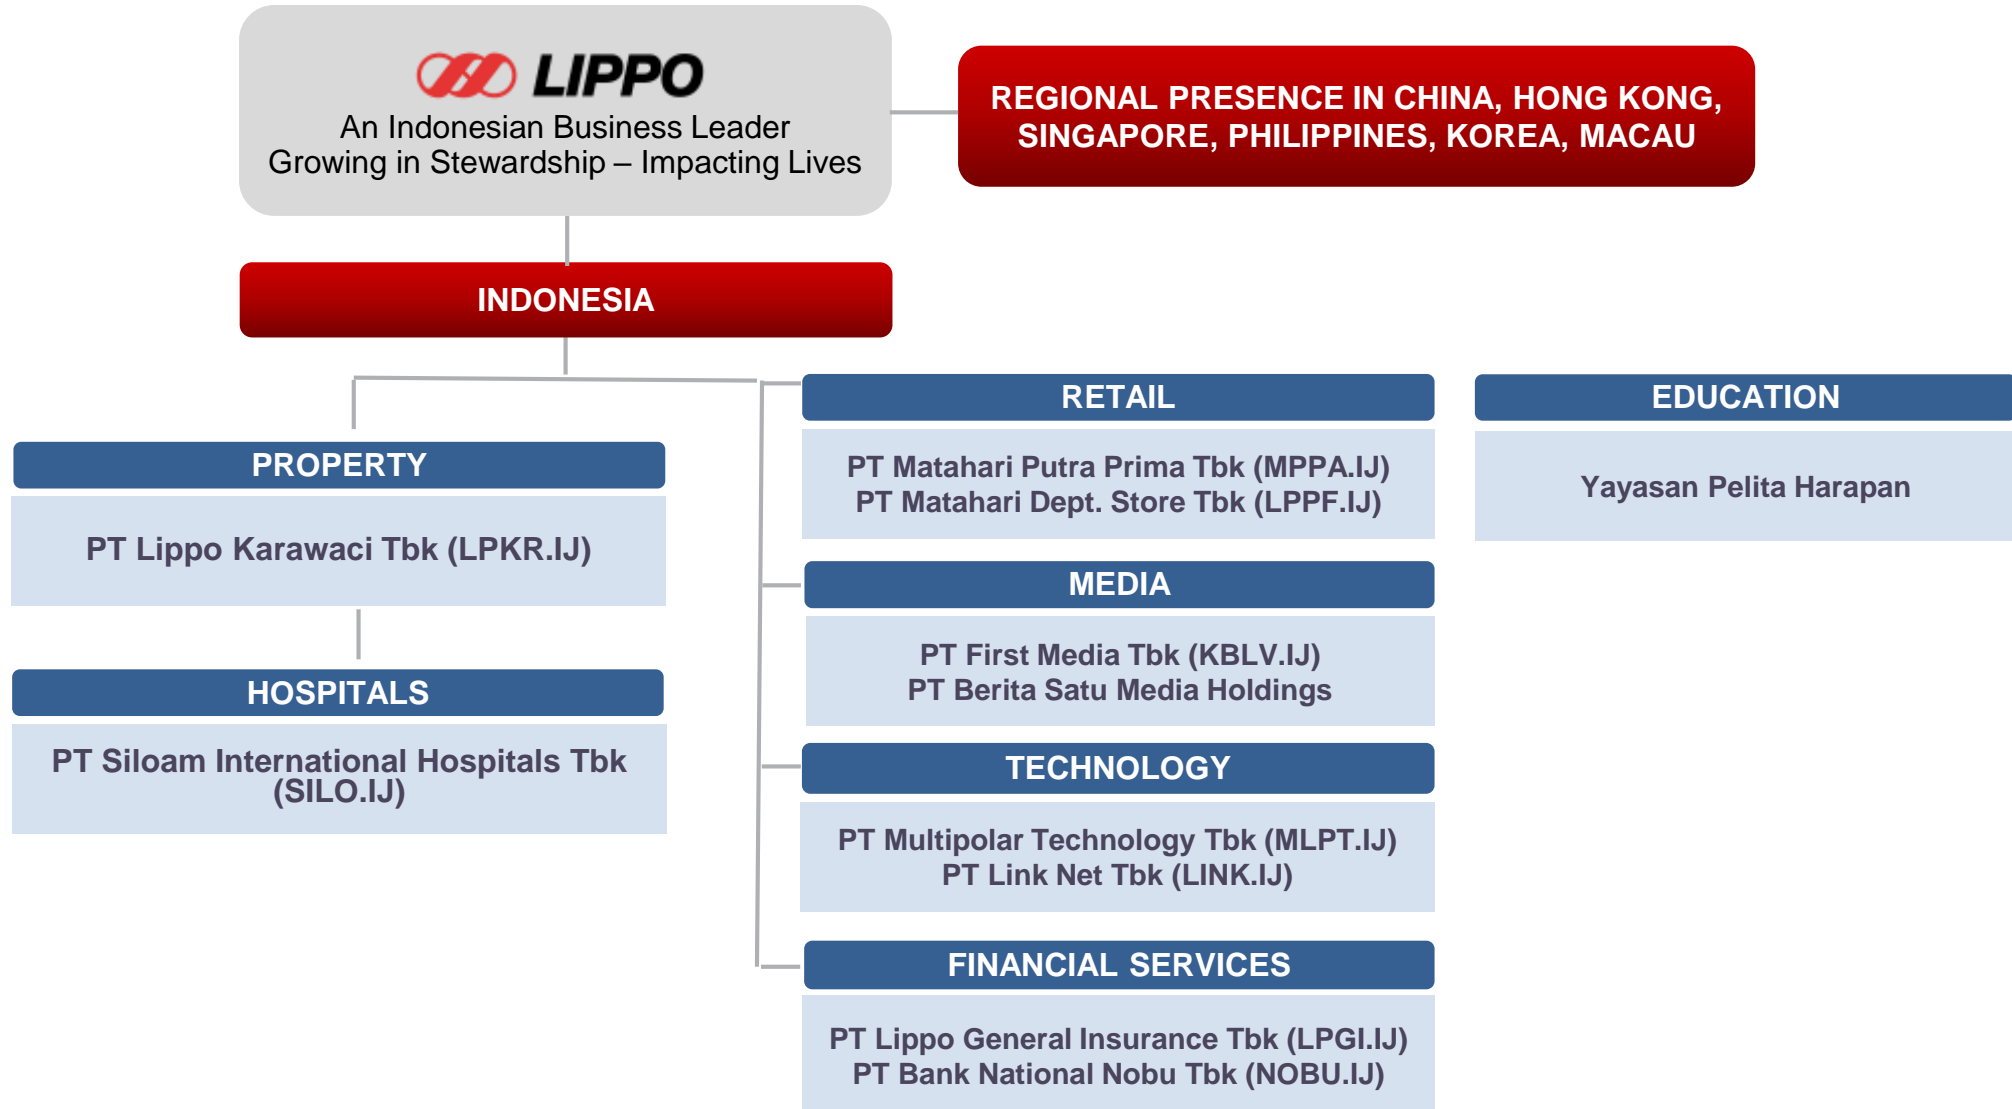 LIPPO
An Indonesian Business Leader
Growing in Stewardship – Impacting Lives
REGIONAL PRESENCE IN CHINA, HONG KONG,
SINGAPORE, PHILIPPINES, KOREA, MACAU
INDONESIA
PROPERTY
PT Lippo Karawaci Tbk (LPKR.IJ)
HOSPITALS
PT Siloam International Hospitals Tbk
(SILO.IJ)
RETAIL
PT Matahari Putra Prima Tbk (MPPA.IJ)
PT Matahari Dept. Store Tbk (LPPF.IJ)
MEDIA
PT First Media Tbk (KBLV.IJ)
PT Berita Satu Media Holdings
TECHNOLOGY
PT Multipolar Technology Tbk (MLPT.IJ)
PT Link Net Tbk (LINK.IJ)
FINANCIAL SERVICES
PT Lippo General Insurance Tbk (LPGI.IJ)
PT Bank National Nobu Tbk (NOBU.IJ)
EDUCATION
Yayasan Pelita Harapan